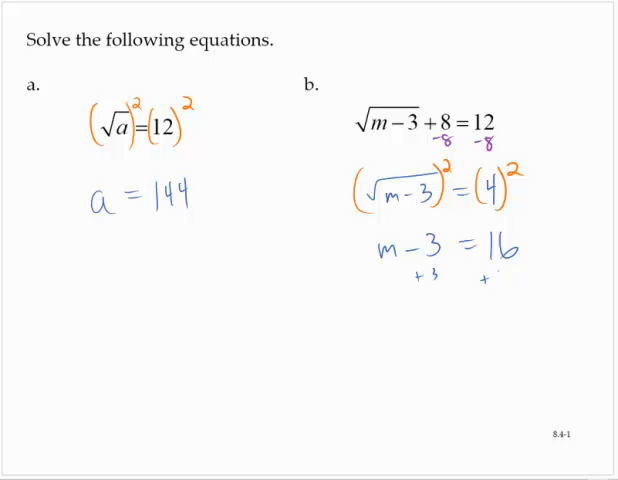 Solve the following equations.
a.
(√a)²=(12)²
a = 144
b.
√m − 3 + 8 = 12
-8 -8
(√m − 3)² = (4)²
m − 3 = 16
+3 +
8.4-1